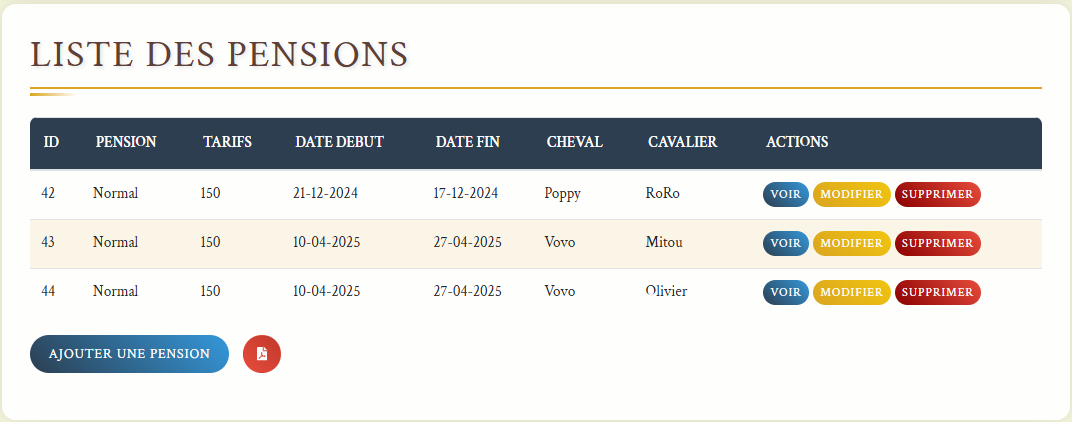 LISTE DES PENSIONS
ID PENSION TARIFS DATE DEBUT DATE FIN CHEVAL CAVALIER ACTIONS
42 Normal 150 21-12-2024 17-12-2024 Poppy RoRo VOIR MODIFIER SUPPRIMER
43 Normal 150 10-04-2025 27-04-2025 Vovo Mitou VOIR MODIFIER SUPPRIMER
44 Normal 150 10-04-2025 27-04-2025 Vovo Olivier VOIR MODIFIER SUPPRIMER
AJOUTER UNE PENSION